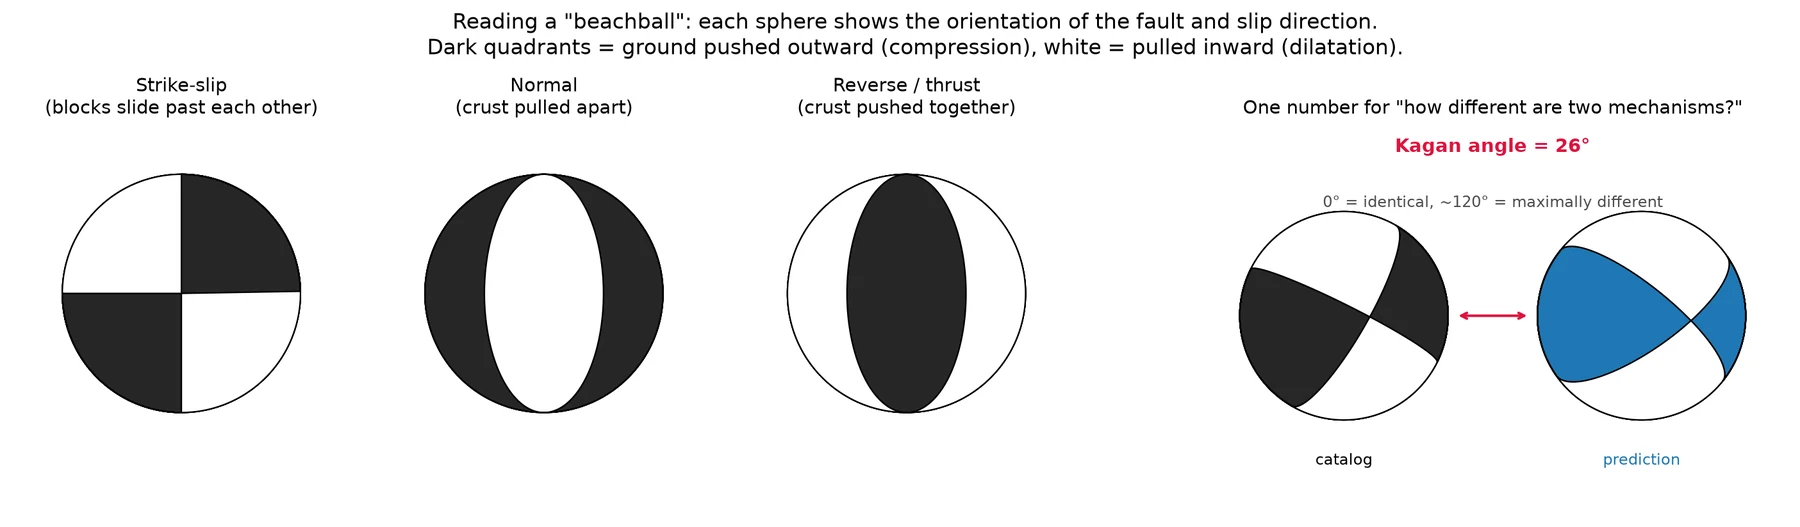 Reading a "beachball": each sphere shows the orientation of the fault and slip direction.
Dark quadrants = ground pushed outward (compression), white = pulled inward (dilatation).
Strike-slip
(blocks slide past each other)
Normal
(crust pulled apart)
Reverse / thrust
(crust pushed together)
One number for "how different are two mechanisms?"
Kagan angle = 26°
0° = identical, ~120° = maximally different
catalog
prediction